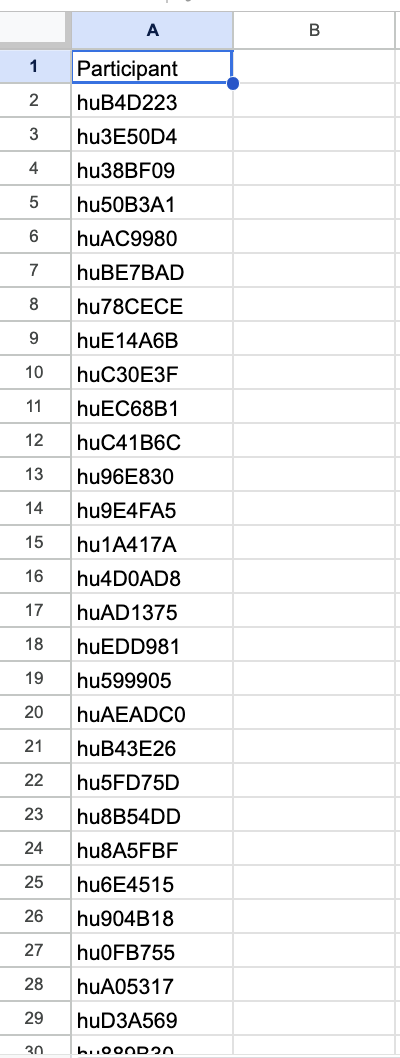 A B
1 Participant
2 huB4D223
3 hu3E50D4
4 hu38BF09
5 hu50B3A1
6 huAC9980
7 huBE7BAD
8 hu78CECE
9 huE14A6B
10 huC30E3F
11 huEC68B1
12 huC41B6C
13 hu96E830
14 hu9E4FA5
15 hu1A417A
16 hu4D0AD8
17 huAD1375
18 huEDD981
19 hu599905
20 huAEADC0
21 huB43E26
22 hu5FD75D
23 hu8B54DD
24 hu8A5FBF
25 hu6E4515
26 hu904B18
27 hu0FB755
28 huA05317
29 huD3A569
30